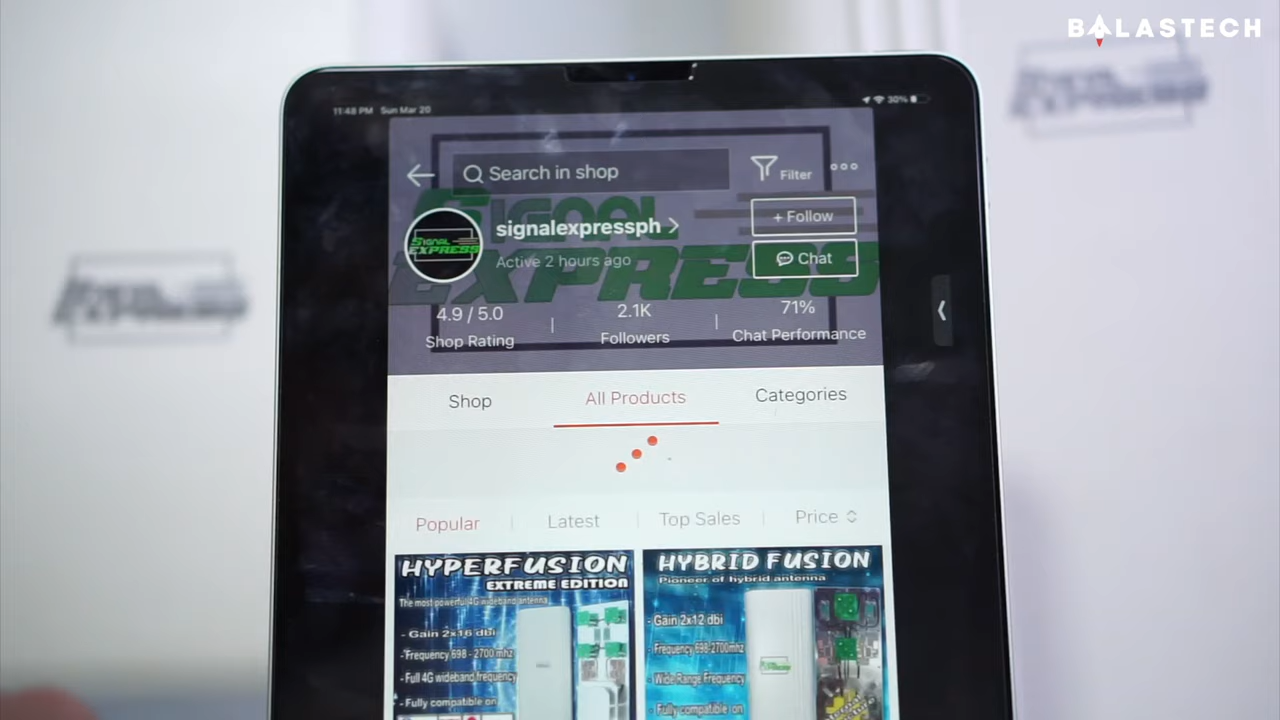 BALASTECH
11:48 PM Sun Mar 20
30%
Search in shop
Filter
SIGNAL
EXPRESS
signalexpressph
+ Follow
SIGNAL
EXPRESS
Active 2 hours ago
Chat
4.9 / 5.0
2.1K
71%
Shop Rating
Followers
Chat Performance
Shop
All Products
Categories
Popular
Latest
Top Sales
Price
HYPERFUSION
EXTREME EDITION
The most powerful 4G wideband antenna
- Gain 2x16 dbi
- Frequency 698 - 2700 mhz
- Full 4G wideband frequency
- Fully compatible on
HYBRID FUSION
Pioneer of hybrid antenna
- Gain 2x12 dbi
- Frequency 698-2700mhz
- Wide Range Frequency
- Fully compatible on